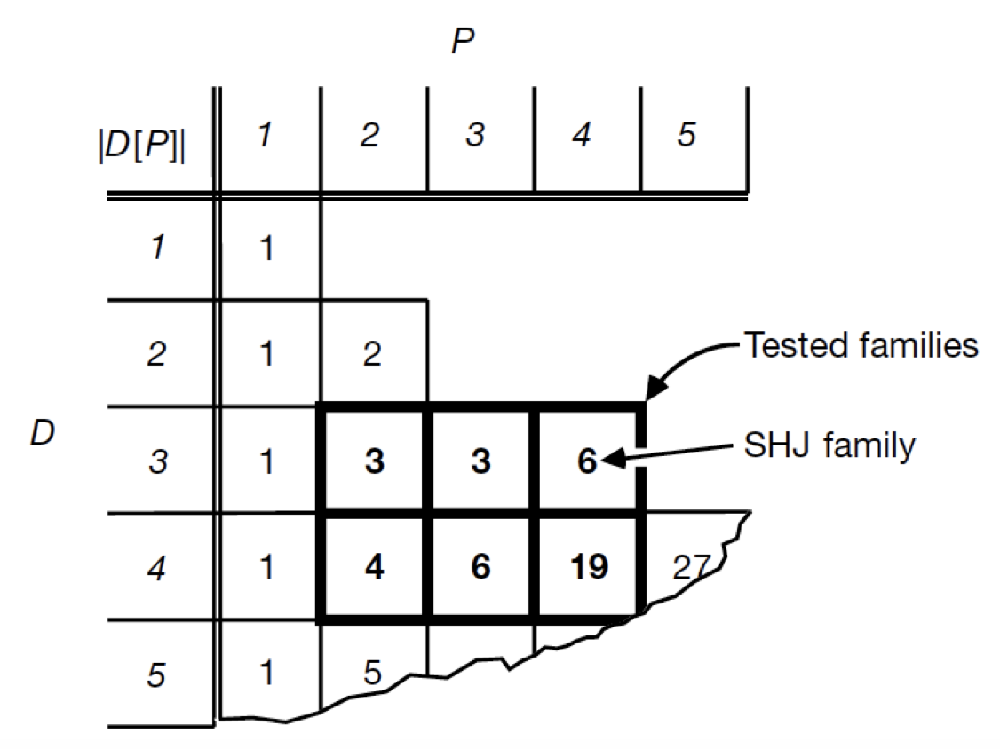 P
|D[P]| 1 2 3 4 5
1 1
2 1 2
Tested families
D
3 1 3 3 6
SHJ family
4 1 4 6 19 27
5 1 5